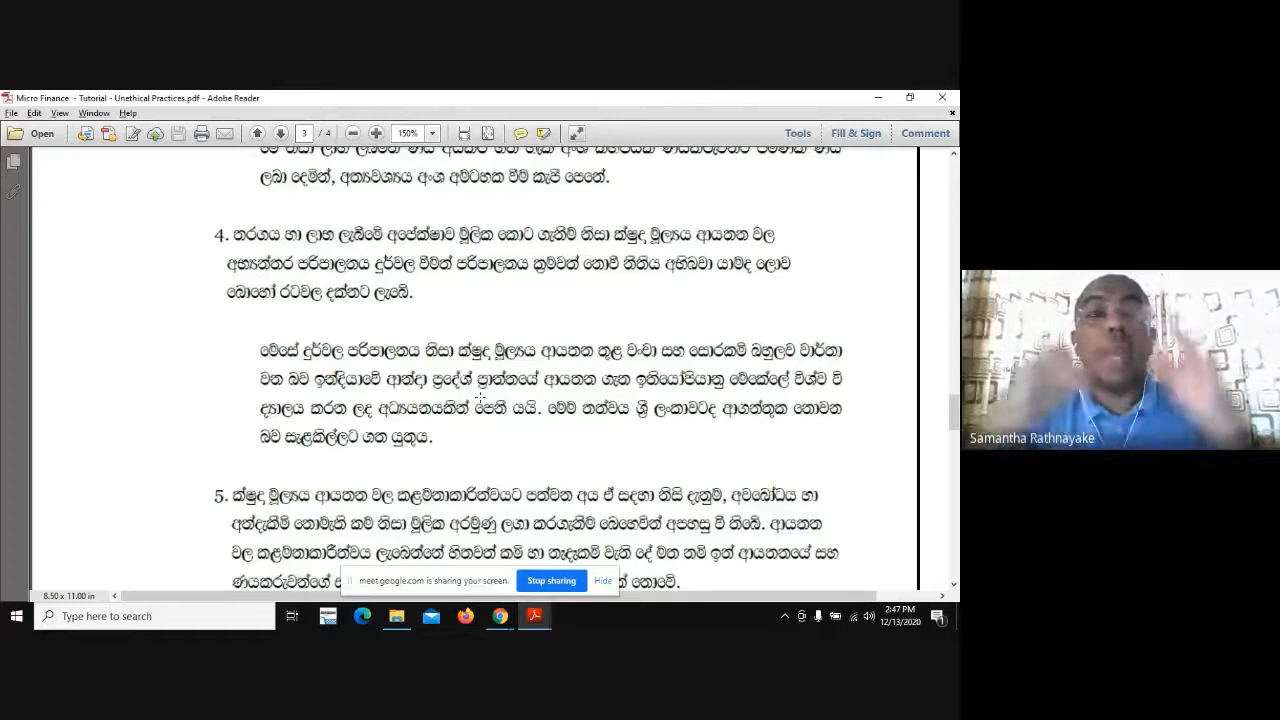 Micro Finance - Tutorial - Unethical Practices.pdf - Adobe Reader
File Edit View Window Help
Open 3 / 4 150% Tools Fill & Sign Comment
ලබා දෙමින්, අත්‍යවශ්‍යය අංශ අමටහක වීම කැපී පෙනේ.
4. තරගය හා ලාභ ලැබීමේ අපේක්ෂාව මූලික කොට ගැනීම නිසා ක්ෂුද්‍ර මූල්‍යය ආයතන වල
අභ්‍යන්තර පරිපාලනය දුර්වල වීමත් පරිපාලනය ක්‍රමවත් නොවී නීතිය අභිබවා යාමද ලොව
බොහෝ රටවල දක්නට ලැබේ.
මෙසේ දුර්වල පරිපාලනය නිසා ක්ෂුද්‍ර මූල්‍යය ආයතන තුළ වංචා සහ සොරකම් බහුලව වාර්තා
වන බව ඉන්දියාවේ ආන්ද්‍රා ප්‍රදේශ් ප්‍රාන්තයේ ආයතන ගැන ඉතියෝපියානු මේකේලේ විශ්ව වි
ද්‍යාලය කරන ලද අධ්‍යයනයකින් පෙනී යයි. මෙම තත්වය ශ්‍රී ලංකාවටද ආගන්තුක නොවන
බව සැළකිල්ලට ගත යුතුය.
5. ක්ෂුද්‍ර මූල්‍යය ආයතන වල කළමනාකාරිත්වයට පත්වන අය ඒ සදහා නිසි දැනුම, අවබෝධය හා
අත්දැකීම් නොමැති කම නිසා මූලික අරමුණු ලගා කරගැනීම බෙහෙවින් අපහසු වී තිබේ. ආයතන
වල කළමනාකාරීත්වය ලැබෙන්නේ හිතවත් කම් හා නෑදෑකම් වැනි දේ මත නම් ඉන් ආයතනයේ සහ
ණයකරුවන්ගේ නොවේ.
meet.google.com is sharing your screen. Stop sharing Hide
8.50 x 11.00 in
Type here to search
2:47 PM
12/13/2020
Samantha Rathnayake